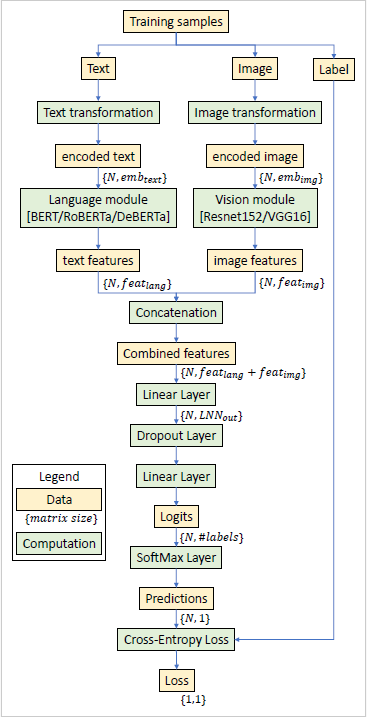 Training samples
Text
Image
Label
Text transformation
Image transformation
encoded text
encoded image
{N, emb_text}
{N, emb_img}
Language module
[BERT/RoBERTa/DeBERTa]
Vision module
[Resnet152/VGG16]
text features
image features
{N, feat_lang}
{N, feat_img}
Concatenation
Combined features
{N, feat_lang + feat_img}
Linear Layer
{N, LNN_out}
Dropout Layer
Linear Layer
Legend
Data
{matrix size}
Computation
Logits
{N, #labels}
SoftMax Layer
Predictions
{N, 1}
Cross-Entropy Loss
Loss
{1,1}